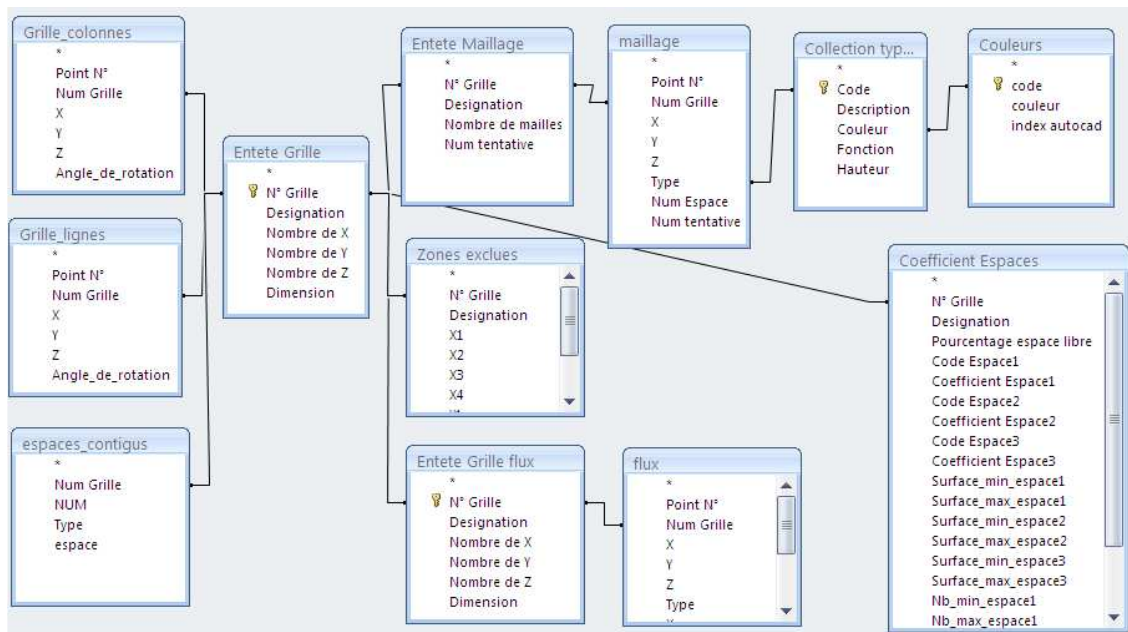 Grille_colonnes
*
Point N°
Num Grille
X
Y
Z
Angle_de_rotation
Grille_lignes
*
Point N°
Num Grille
X
Y
Z
Angle_de_rotation
espaces_contigus
*
Num Grille
NUM
Type
espace
Entete Grille
*
N° Grille
Designation
Nombre de X
Nombre de Y
Nombre de Z
Dimension
Entete Maillage
*
N° Grille
Designation
Nombre de mailles
Num tentative
Zones exclues
*
N° Grille
Designation
X1
X2
X3
X4
Entete Grille flux
*
N° Grille
Designation
Nombre de X
Nombre de Y
Nombre de Z
Dimension
maillage
*
Point N°
Num Grille
X
Y
Z
Type
Num Espace
Num tentative
flux
*
Point N°
Num Grille
X
Y
Z
Type
Collection typ...
*
Code
Description
Couleur
Fonction
Hauteur
Couleurs
*
code
couleur
index autocad
Coefficient Espaces
*
N° Grille
Designation
Pourcentage espace libre
Code Espace1
Coefficient Espace1
Code Espace2
Coefficient Espace2
Code Espace3
Coefficient Espace3
Surface_min_espace1
Surface_max_espace1
Surface_min_espace2
Surface_max_espace2
Surface_min_espace3
Surface_max_espace3
Nb_min_espace1
Nb_max_espace1